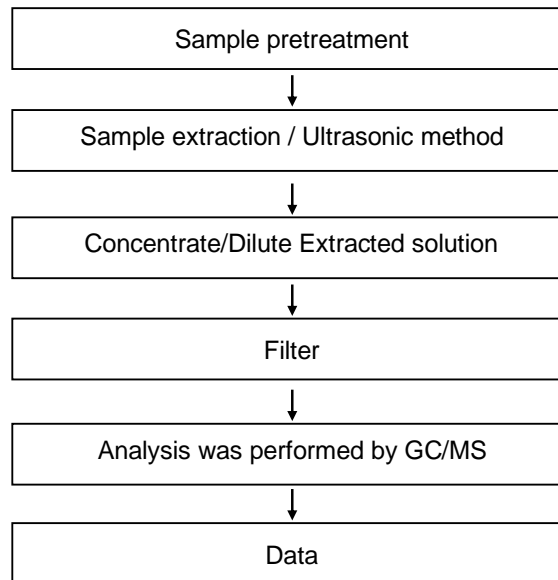 Sample pretreatment
Sample extraction / Ultrasonic method
Concentrate/Dilute Extracted solution
Filter
Analysis was performed by GC/MS
Data